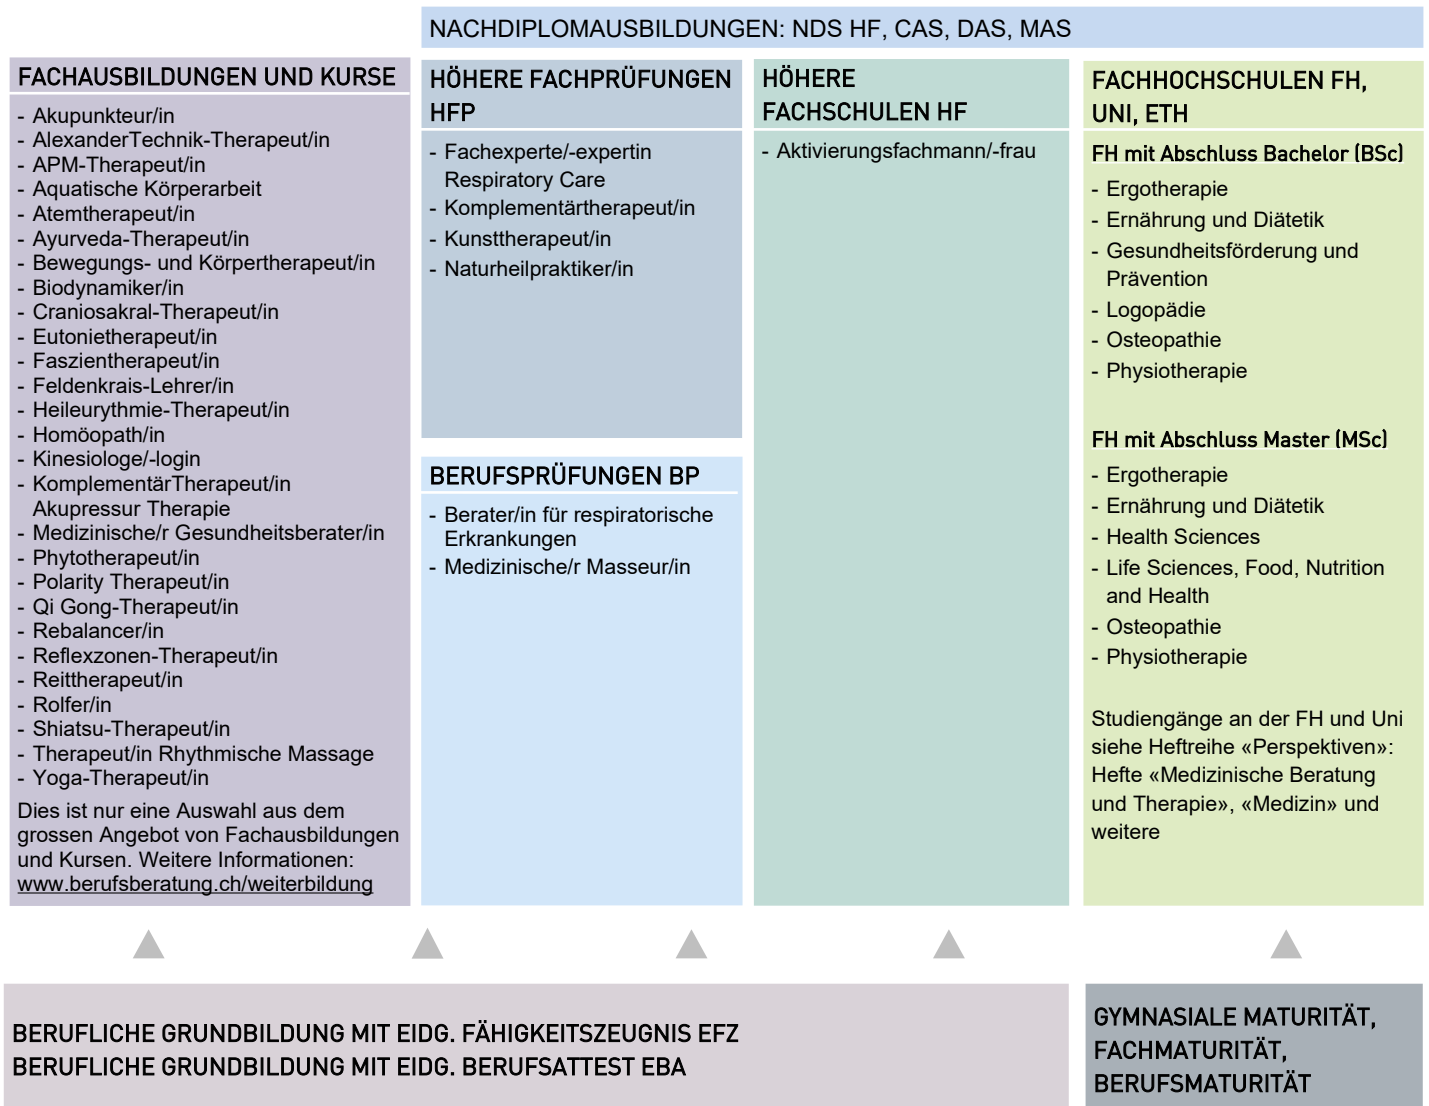 NACHDIPLOMAUSBILDUNGEN: NDS HF, CAS, DAS, MAS
FACHAUSBILDUNGEN UND KURSE
- Akupunkteur/in
- AlexanderTechnik-Therapeut/in
- APM-Therapeut/in
- Aquatische Körperarbeit
- Atemtherapeut/in
- Ayurveda-Therapeut/in
- Bewegungs- und Körpertherapeut/in
- Biodynamiker/in
- Craniosakral-Therapeut/in
- Eutonietherapeut/in
- Faszientherapeut/in
- Feldenkrais-Lehrer/in
- Heileurythmie-Therapeut/in
- Homöopath/in
- Kinesiologe/-login
- KomplementärTherapeut/in
Akupressur Therapie
- Medizinische/r Gesundheitsberater/in
- Phytotherapeut/in
- Polarity Therapeut/in
- Qi Gong-Therapeut/in
- Rebalancer/in
- Reflexzonen-Therapeut/in
- Reittherapeut/in
- Rolfer/in
- Shiatsu-Therapeut/in
- Therapeut/in Rhythmische Massage
- Yoga-Therapeut/in
Dies ist nur eine Auswahl aus dem
grossen Angebot von Fachausbildungen
und Kursen. Weitere Informationen:
www.berufsberatung.ch/weiterbildung
HÖHERE FACHPRÜFUNGEN
HFP
- Fachexperte/-expertin
Respiratory Care
- Komplementärtherapeut/in
- Kunsttherapeut/in
- Naturheilpraktiker/in
BERUFSPRÜFUNGEN BP
- Berater/in für respiratorische
Erkrankungen
- Medizinische/r Masseur/in
HÖHERE
FACHSCHULEN HF
- Aktivierungsfachmann/-frau
FACHHOCHSCHULEN FH,
UNI, ETH
FH mit Abschluss Bachelor (BSc)
- Ergotherapie
- Ernährung und Diätetik
- Gesundheitsförderung und
Prävention
- Logopädie
- Osteopathie
- Physiotherapie
FH mit Abschluss Master (MSc)
- Ergotherapie
- Ernährung und Diätetik
- Health Sciences
- Life Sciences, Food, Nutrition
and Health
- Osteopathie
- Physiotherapie
Studiengänge an der FH und Uni
siehe Heftreihe «Perspektiven»:
Hefte «Medizinische Beratung
und Therapie», «Medizin» und
weitere
BERUFLICHE GRUNDBILDUNG MIT EIDG. FÄHIGKEITSZEUGNIS EFZ
BERUFLICHE GRUNDBILDUNG MIT EIDG. BERUFSATTEST EBA
GYMNASIALE MATURITÄT,
FACHMATURITÄT,
BERUFSMATURITÄT